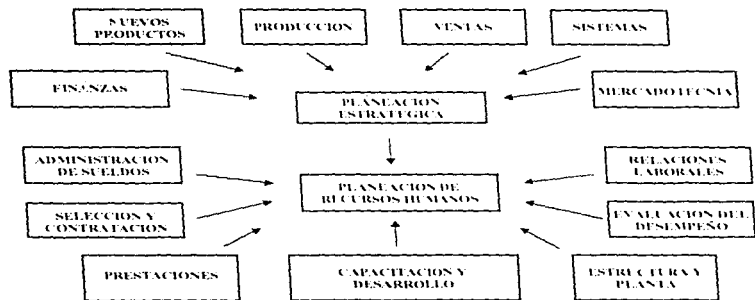 NUEVOS
PRODUCTOS
PRODUCCION
VENTAS
SISTEMAS
FINANZAS
PLANEACION
ESTRATEGICA
MERCADOTECNIA
ADMINISTRACION
DE SUELDOS
PLANEACION DE
RECURSOS HUMANOS
RELACIONES
LABORALES
SELECCION Y
CONTRATACION
EVALUACION DEL
DESEMPEÑO
PRESTACIONES
CAPACITACION Y
DESARROLLO
ESTRUCTURA Y
PLANTA